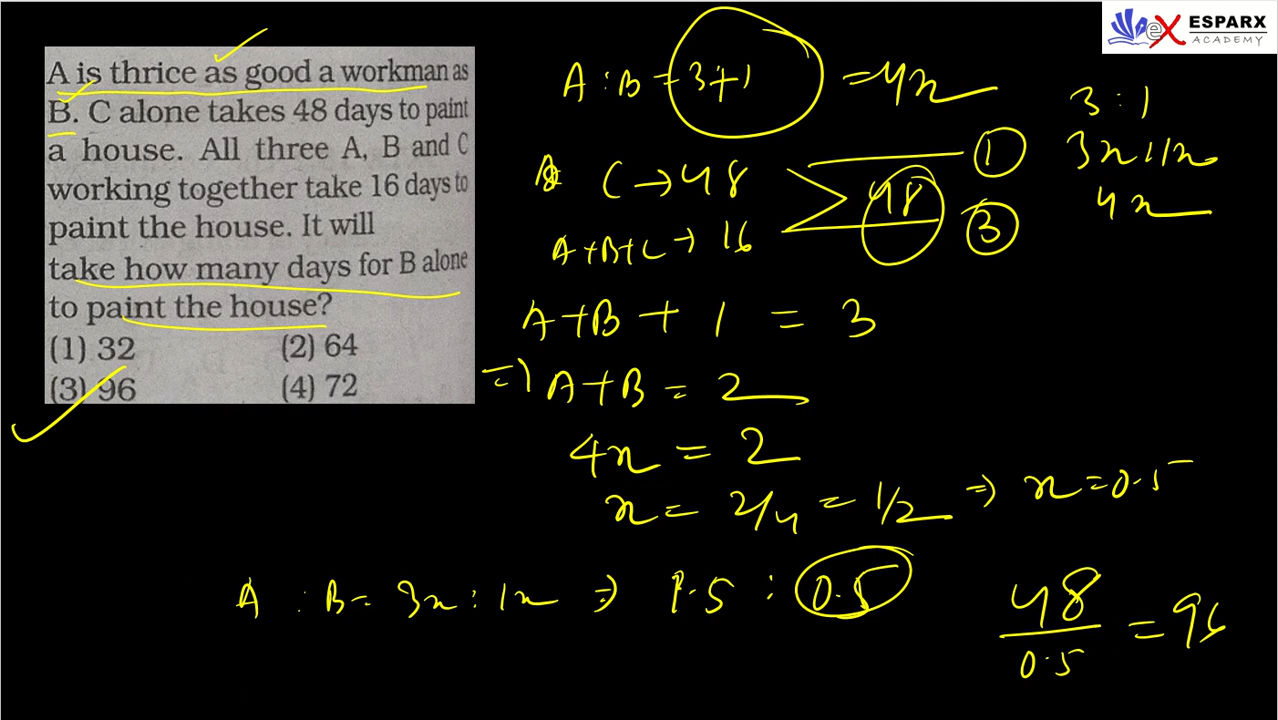 ESPARX
ACADEMY
A is thrice as good a workman as
B. C alone takes 48 days to paint
a house. All three A, B and C
working together take 16 days to
paint the house. It will
take how many days for B alone
to paint the house?
(1) 32 (2) 64
(3) 96 (4) 72
A : B = 3+1 = 4x
3 : 1
3x : 1x
4x
C → 48
A+B+C → 16
48
1
3
A+B + 1 = 3
=) A+B = 2
4x = 2
x = 2/4 = 1/2 => x = 0.5
A : B = 3x : 1x => 1.5 : 0.5
48
0.5
= 96